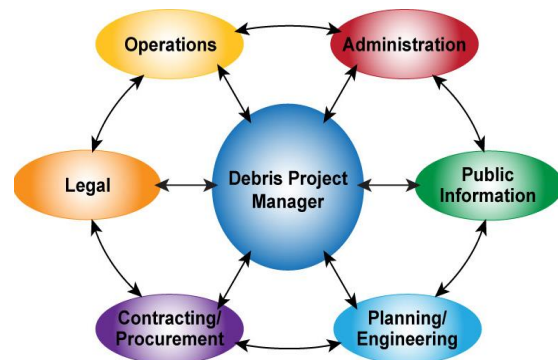 Operations
Administration
Legal
Debris Project
Manager
Public
Information
Contracting/
Procurement
Planning/
Engineering